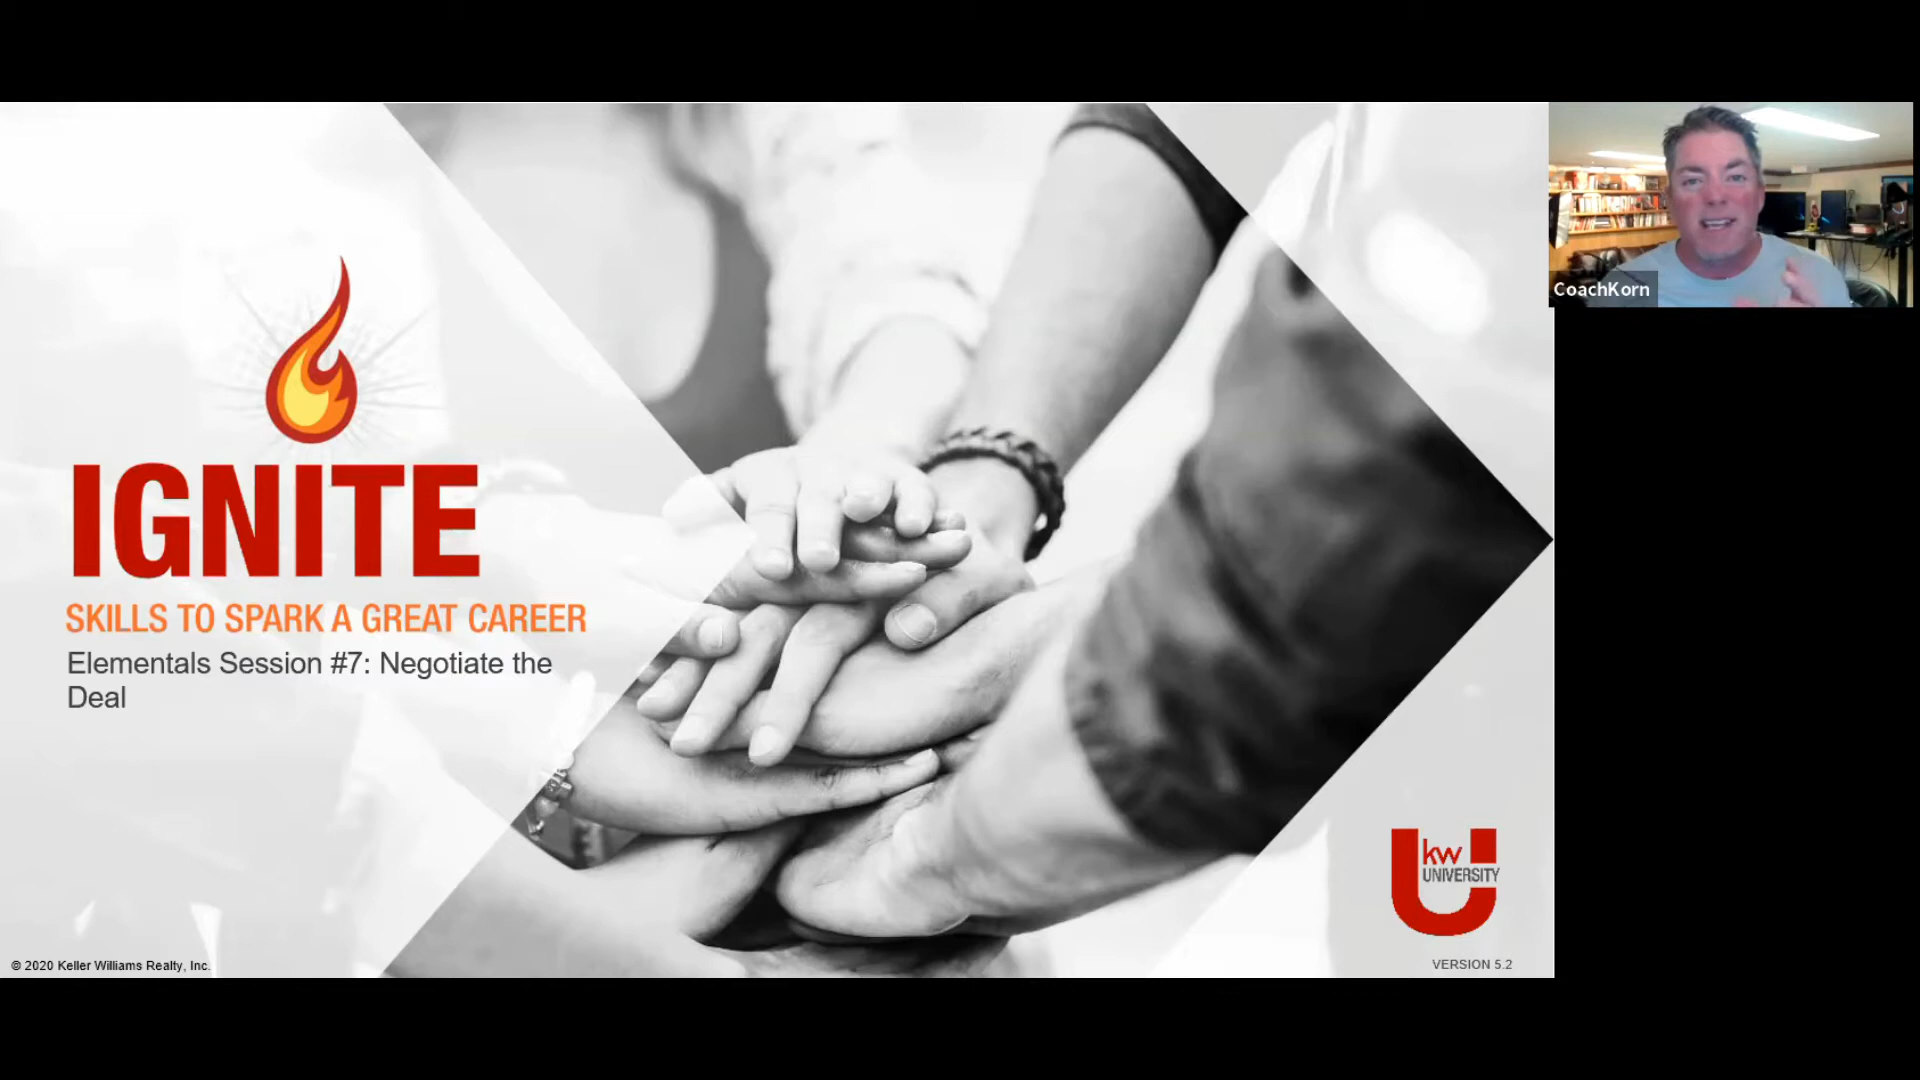 CoachKorn
IGNITE
SKILLS TO SPARK A GREAT CAREER
Elementals Session #7: Negotiate the
Deal
kw
UNIVERSITY
© 2020 Keller Williams Realty, Inc.
VERSION 5.2